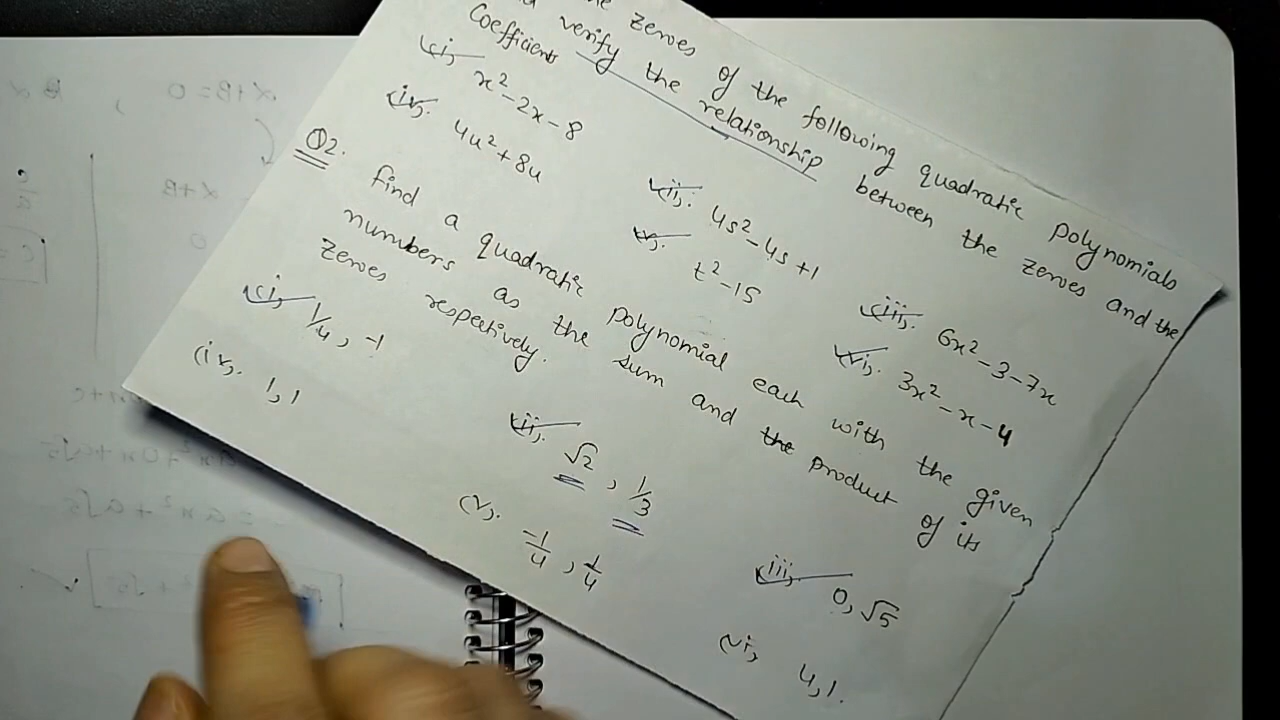 the zeroes of the following quadratic polynomials
verify the relationship between the zeroes and the
Coefficients
(i), x²-2x-8
(ii), 4s²-4s+1
(iii), 6x²-3-7x
(iv). 4u²+8u
(v). t²-15
(vi). 3x²-x-4
Q2. find a quadratic polynomial each with the given
numbers as the sum and the product of its
zeroes respectively.
(i), 1/4, -1
(ii). √2, 1/3
(iii, 0, √5
(iv). 1, 1
(v). -1/4, 1/4
(vi, 4, 1.